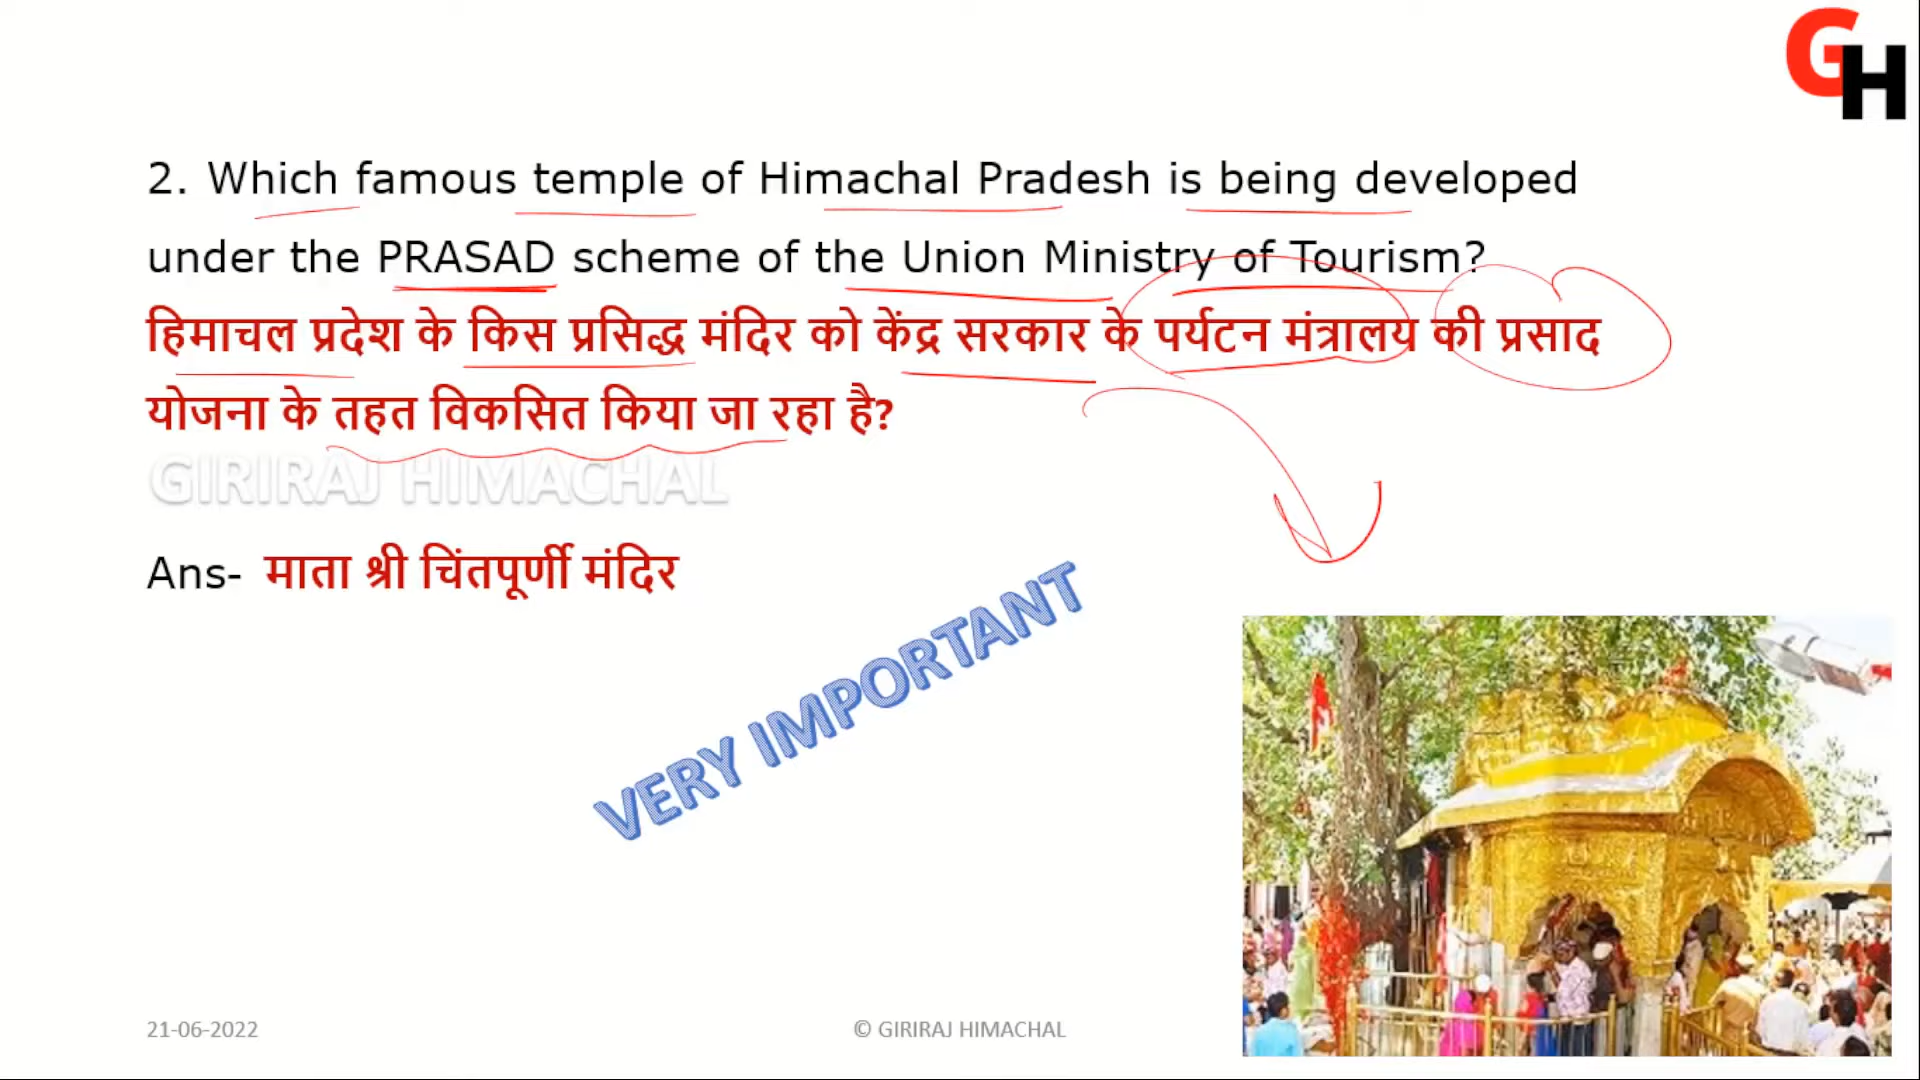 GH
2. Which famous temple of Himachal Pradesh is being developed
under the PRASAD scheme of the Union Ministry of Tourism?
हिमाचल प्रदेश के किस प्रसिद्ध मंदिर को केंद्र सरकार के पर्यटन मंत्रालय की प्रसाद
योजना के तहत विकसित किया जा रहा है?
GIRIRAJ HIMACHAL
Ans- माता श्री चिंतपूर्णी मंदिर
VERY IMPORTANT
21-06-2022
© GIRIRAJ HIMACHAL